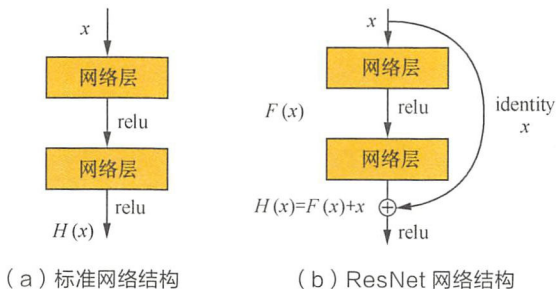 x
网络层
relu
网络层
relu
H (x)
(a)标准网络结构
x
网络层
F (x)
relu
identity
x
网络层
H (x)=F (x)+x
relu
(b)ResNet 网络结构